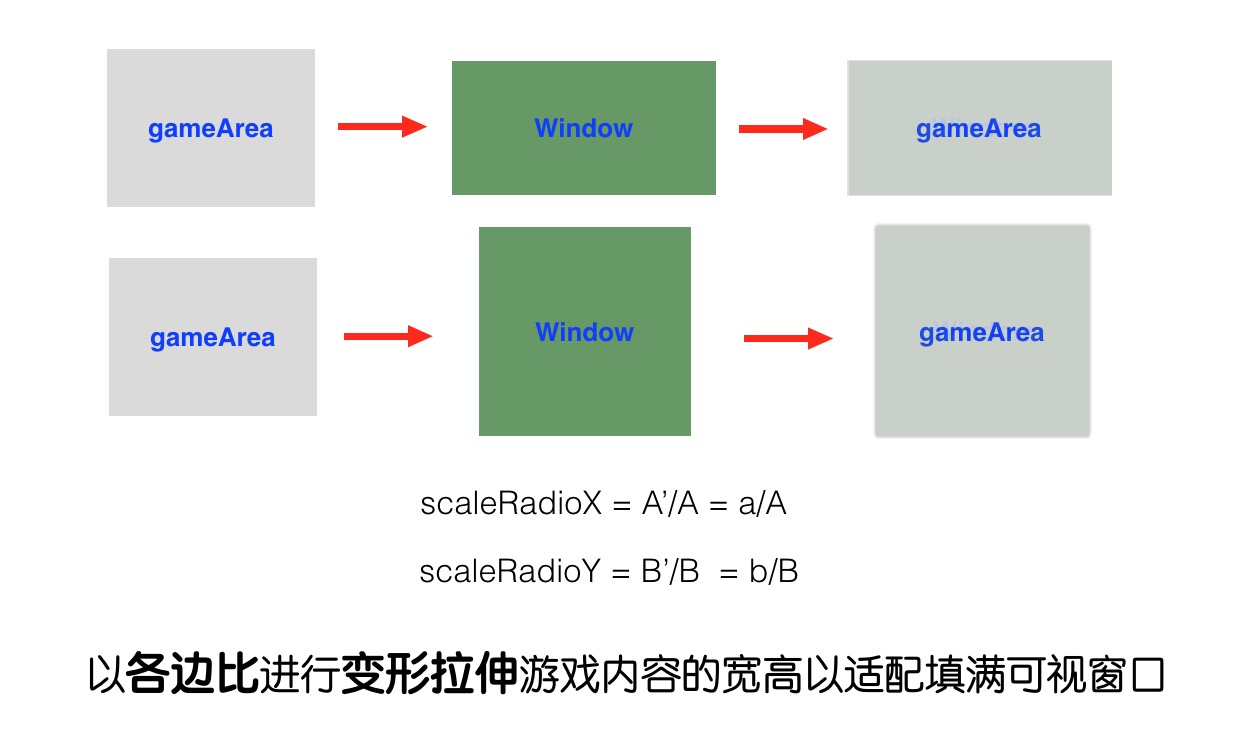 gameArea
Window
gameArea
gameArea
Window
gameArea
scaleRadioX = A’/A = a/A
scaleRadioY = B’/B = b/B
以各边比进行变形拉伸游戏内容的宽高以适配填满可视窗口